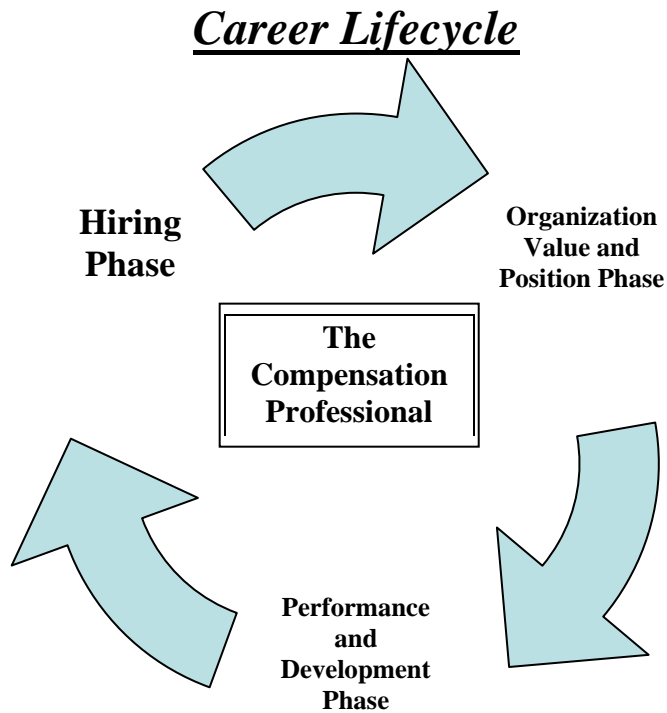 Career Lifecycle
Hiring
Phase
Organization
Value and
Position Phase
The
Compensation
Professional
Performance
and
Development
Phase